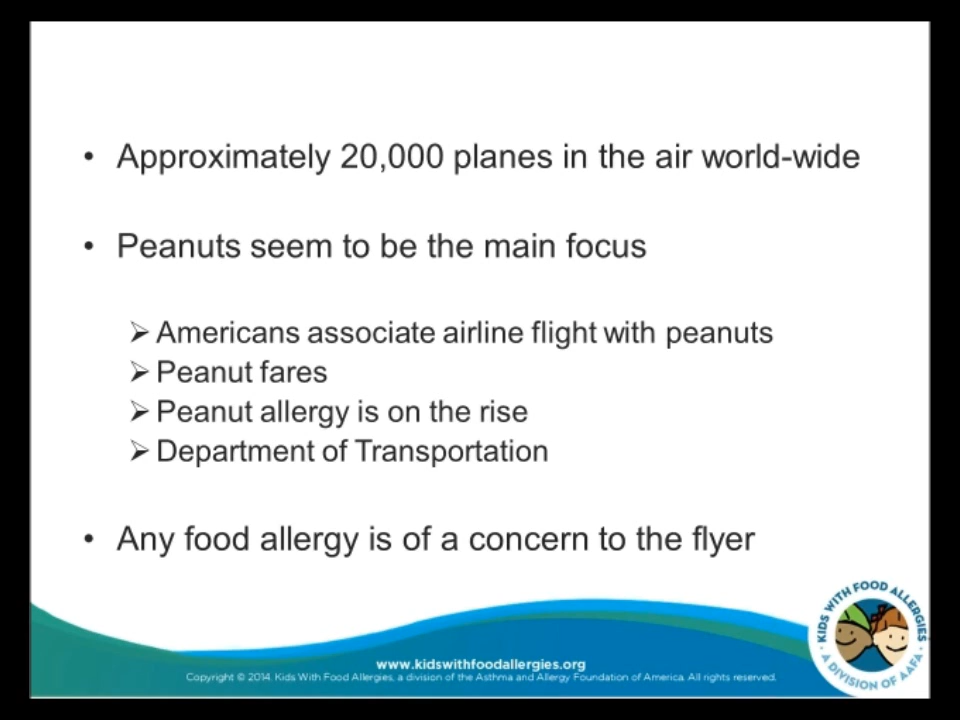 • Approximately 20,000 planes in the air world-wide
• Peanuts seem to be the main focus
➢ Americans associate airline flight with peanuts
➢ Peanut fares
➢ Peanut allergy is on the rise
➢ Department of Transportation
• Any food allergy is of a concern to the flyer
KIDS WITH FOOD ALLERGIES
· A DIVISION OF AAFA ·
www.kidswithfoodallergies.org
Copyright © 2014, Kids With Food Allergies, a division of the Asthma and Allergy Foundation of America. All rights reserved.